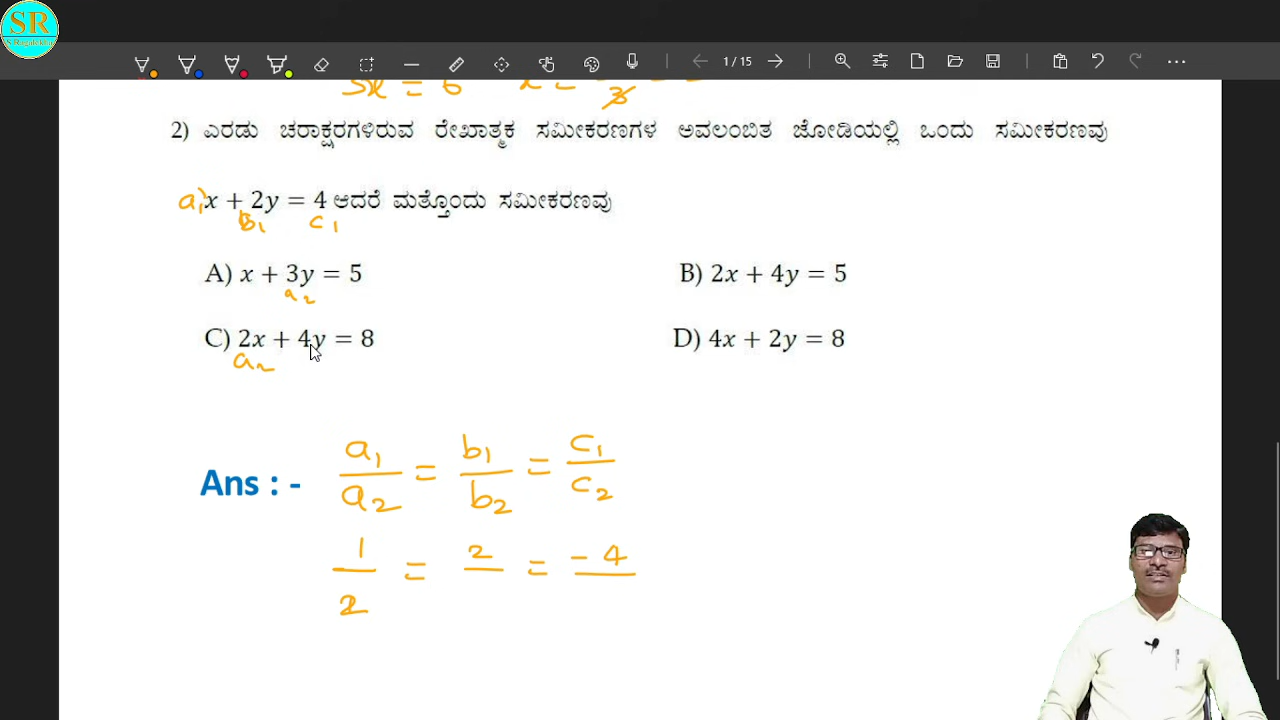 SR
1 / 15
2) ಎರಡು ಚರಾಕ್ಷರಗಳಿರುವ ರೇಖಾತ್ಮಕ ಸಮೀಕರಣಗಳ ಅವಲಂಬಿತ ಜೋಡಿಯಲ್ಲಿ ಒಂದು ಸಮೀಕರಣವು
a₁ x + 2y = 4 ಆದರೆ ಮತ್ತೊಂದು ಸಮೀಕರಣವು
b₁ c₁
A) x + 3y = 5 B) 2x + 4y = 5
a₂
C) 2x + 4y = 8 D) 4x + 2y = 8
a₂
a₁ b₁ c₁
Ans : - = =
a₂ b₂ c₂
1 2 -4
= =
2